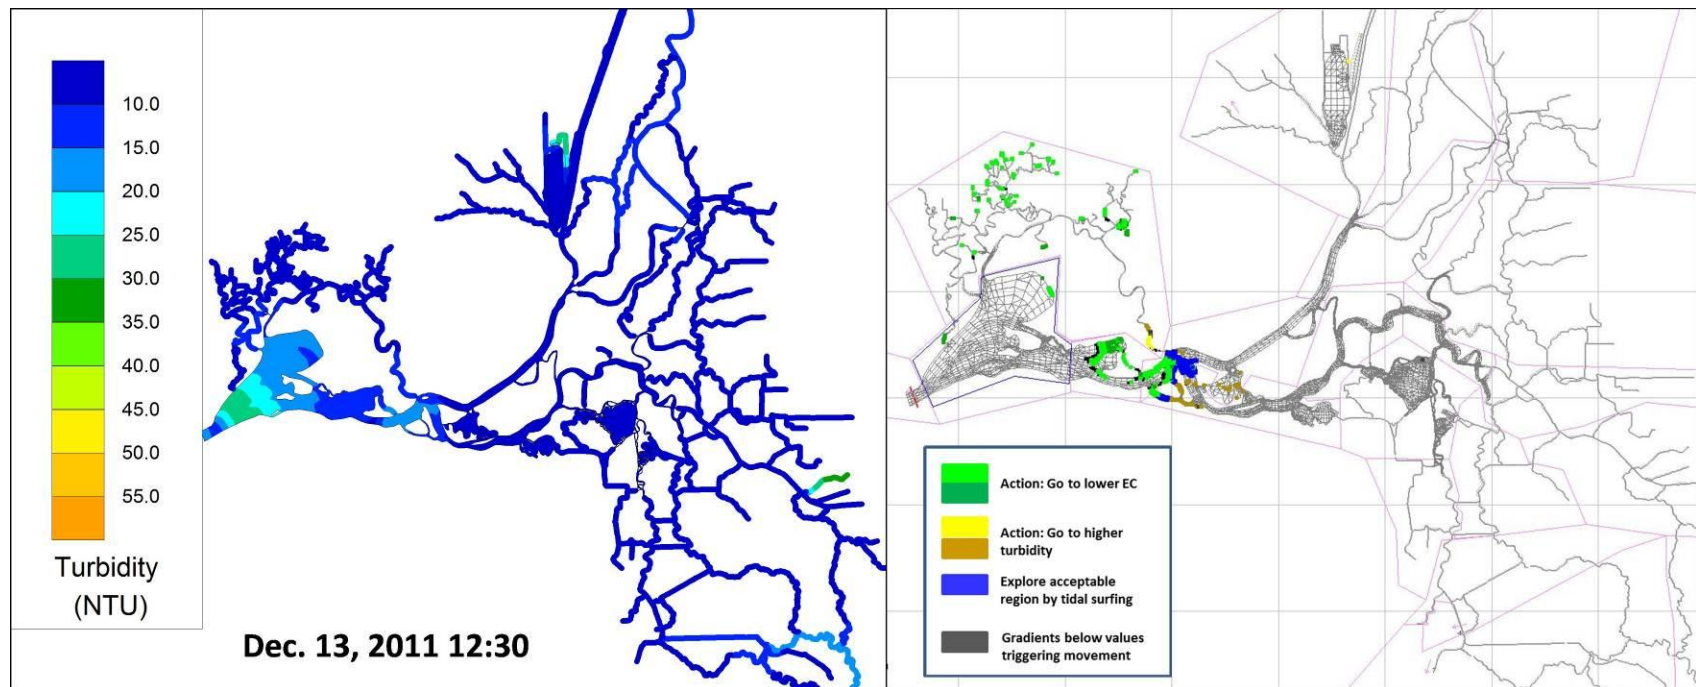 10.0
15.0
20.0
25.0
30.0
35.0
40.0
45.0
50.0
55.0
Turbidity
(NTU)
Dec. 13, 2011 12:30
Action: Go to lower EC
Action: Go to higher
turbidity
Explore acceptable
region by tidal surfing
Gradients below values
triggering movement